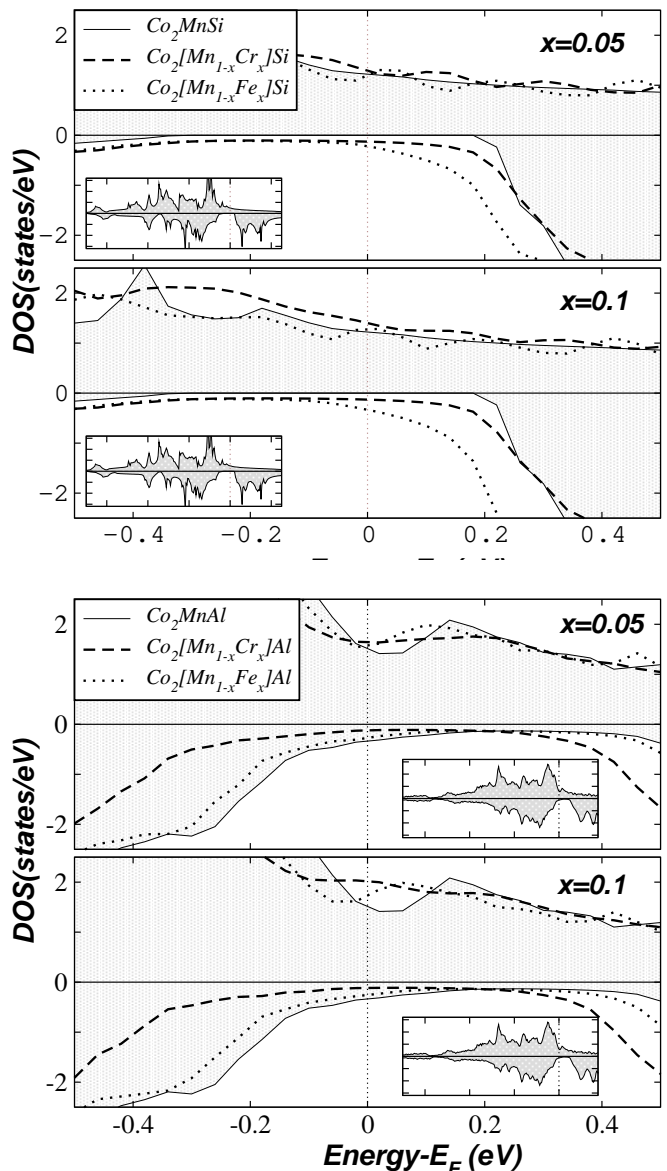 2
Co₂MnSi
x=0.05
Co₂[Mn₁₋ₓCrₓ]Si
Co₂[Mn₁₋ₓFeₓ]Si
0
-2
DOS(states/eV)
2
x=0.1
0
−2
−0.4 −0.2 0 0.2 0.4
Co₂MnAl
x=0.05
2
Co₂[Mn₁₋ₓCrₓ]Al
Co₂[Mn₁₋ₓFeₓ]Al
0
-2
DOS(states/eV)
x=0.1
2
0
-2
-0.4 -0.2 0 0.2 0.4
Energy-E_F (eV)